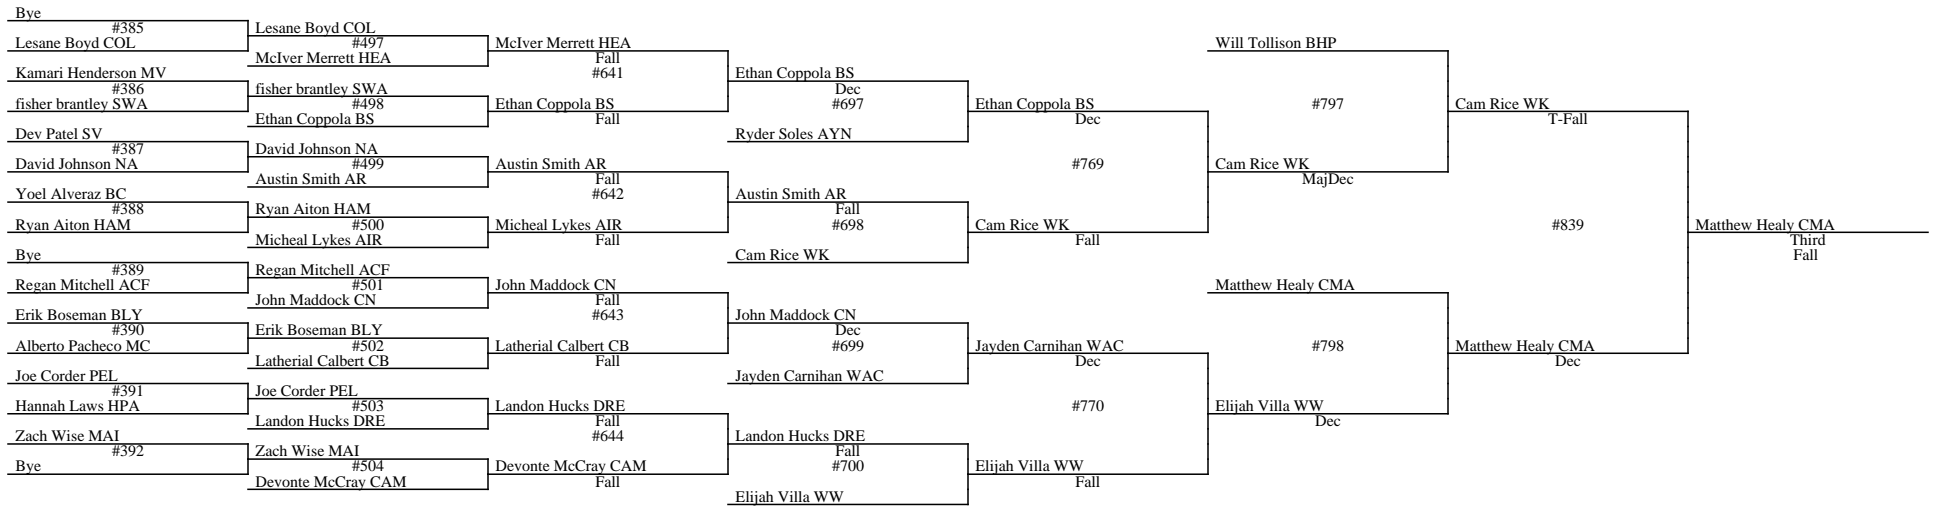 Bye
#385
Lesane Boyd COL
Kamari Henderson MV
#386
fisher brantley SWA
Dev Patel SV
#387
David Johnson NA
Yoel Alveraz BC
#388
Ryan Aiton HAM
Bye
#389
Regan Mitchell ACF
Erik Boseman BLY
#390
Alberto Pacheco MC
Joe Corder PEL
#391
Hannah Laws HPA
Zach Wise MAI
#392
Bye
Lesane Boyd COL
#497
McIver Merrett HEA
fisher brantley SWA
#498
Ethan Coppola BS
David Johnson NA
#499
Austin Smith AR
Ryan Aiton HAM
#500
Micheal Lykes AIR
Regan Mitchell ACF
#501
John Maddock CN
Erik Boseman BLY
#502
Latherial Calbert CB
Joe Corder PEL
#503
Landon Hucks DRE
Zach Wise MAI
#504
Devonte McCray CAM
McIver Merrett HEA
Fall
#641
Ethan Coppola BS
Fall
Austin Smith AR
Fall
#642
Micheal Lykes AIR
Fall
John Maddock CN
Fall
#643
Latherial Calbert CB
Fall
Landon Hucks DRE
Fall
#644
Devonte McCray CAM
Fall
Ethan Coppola BS
Dec
#697
Ryder Soles AYN
Austin Smith AR
Fall
#698
Cam Rice WK
John Maddock CN
Dec
#699
Jayden Carnihan WAC
Landon Hucks DRE
Fall
#700
Elijah Villa WW
Ethan Coppola BS
Dec
#769
Cam Rice WK
Fall
Jayden Carnihan WAC
Dec
#770
Elijah Villa WW
Fall
Will Tollison BHP
#797
Cam Rice WK
MajDec
Matthew Healy CMA
#798
Elijah Villa WW
Dec
Cam Rice WK
T-Fall
#839
Matthew Healy CMA
Dec
Matthew Healy CMA
Third
Fall